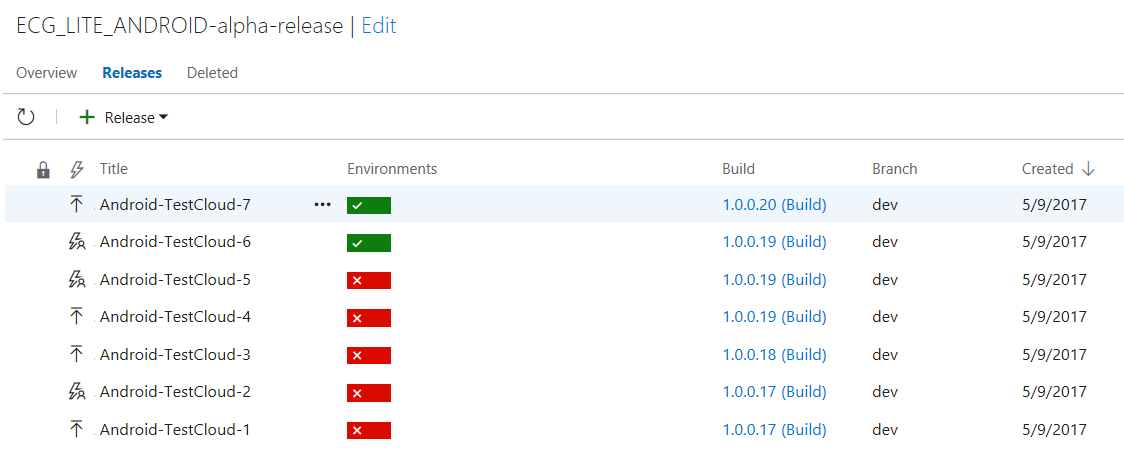 ECG_LITE_ANDROID-alpha-release | Edit
Overview Releases Deleted
Release
Title Environments Build Branch Created
Android-TestCloud-7 ... 1.0.0.20 (Build) dev 5/9/2017
Android-TestCloud-6 1.0.0.19 (Build) dev 5/9/2017
Android-TestCloud-5 1.0.0.19 (Build) dev 5/9/2017
Android-TestCloud-4 1.0.0.19 (Build) dev 5/9/2017
Android-TestCloud-3 1.0.0.18 (Build) dev 5/9/2017
Android-TestCloud-2 1.0.0.17 (Build) dev 5/9/2017
Android-TestCloud-1 1.0.0.17 (Build) dev 5/9/2017